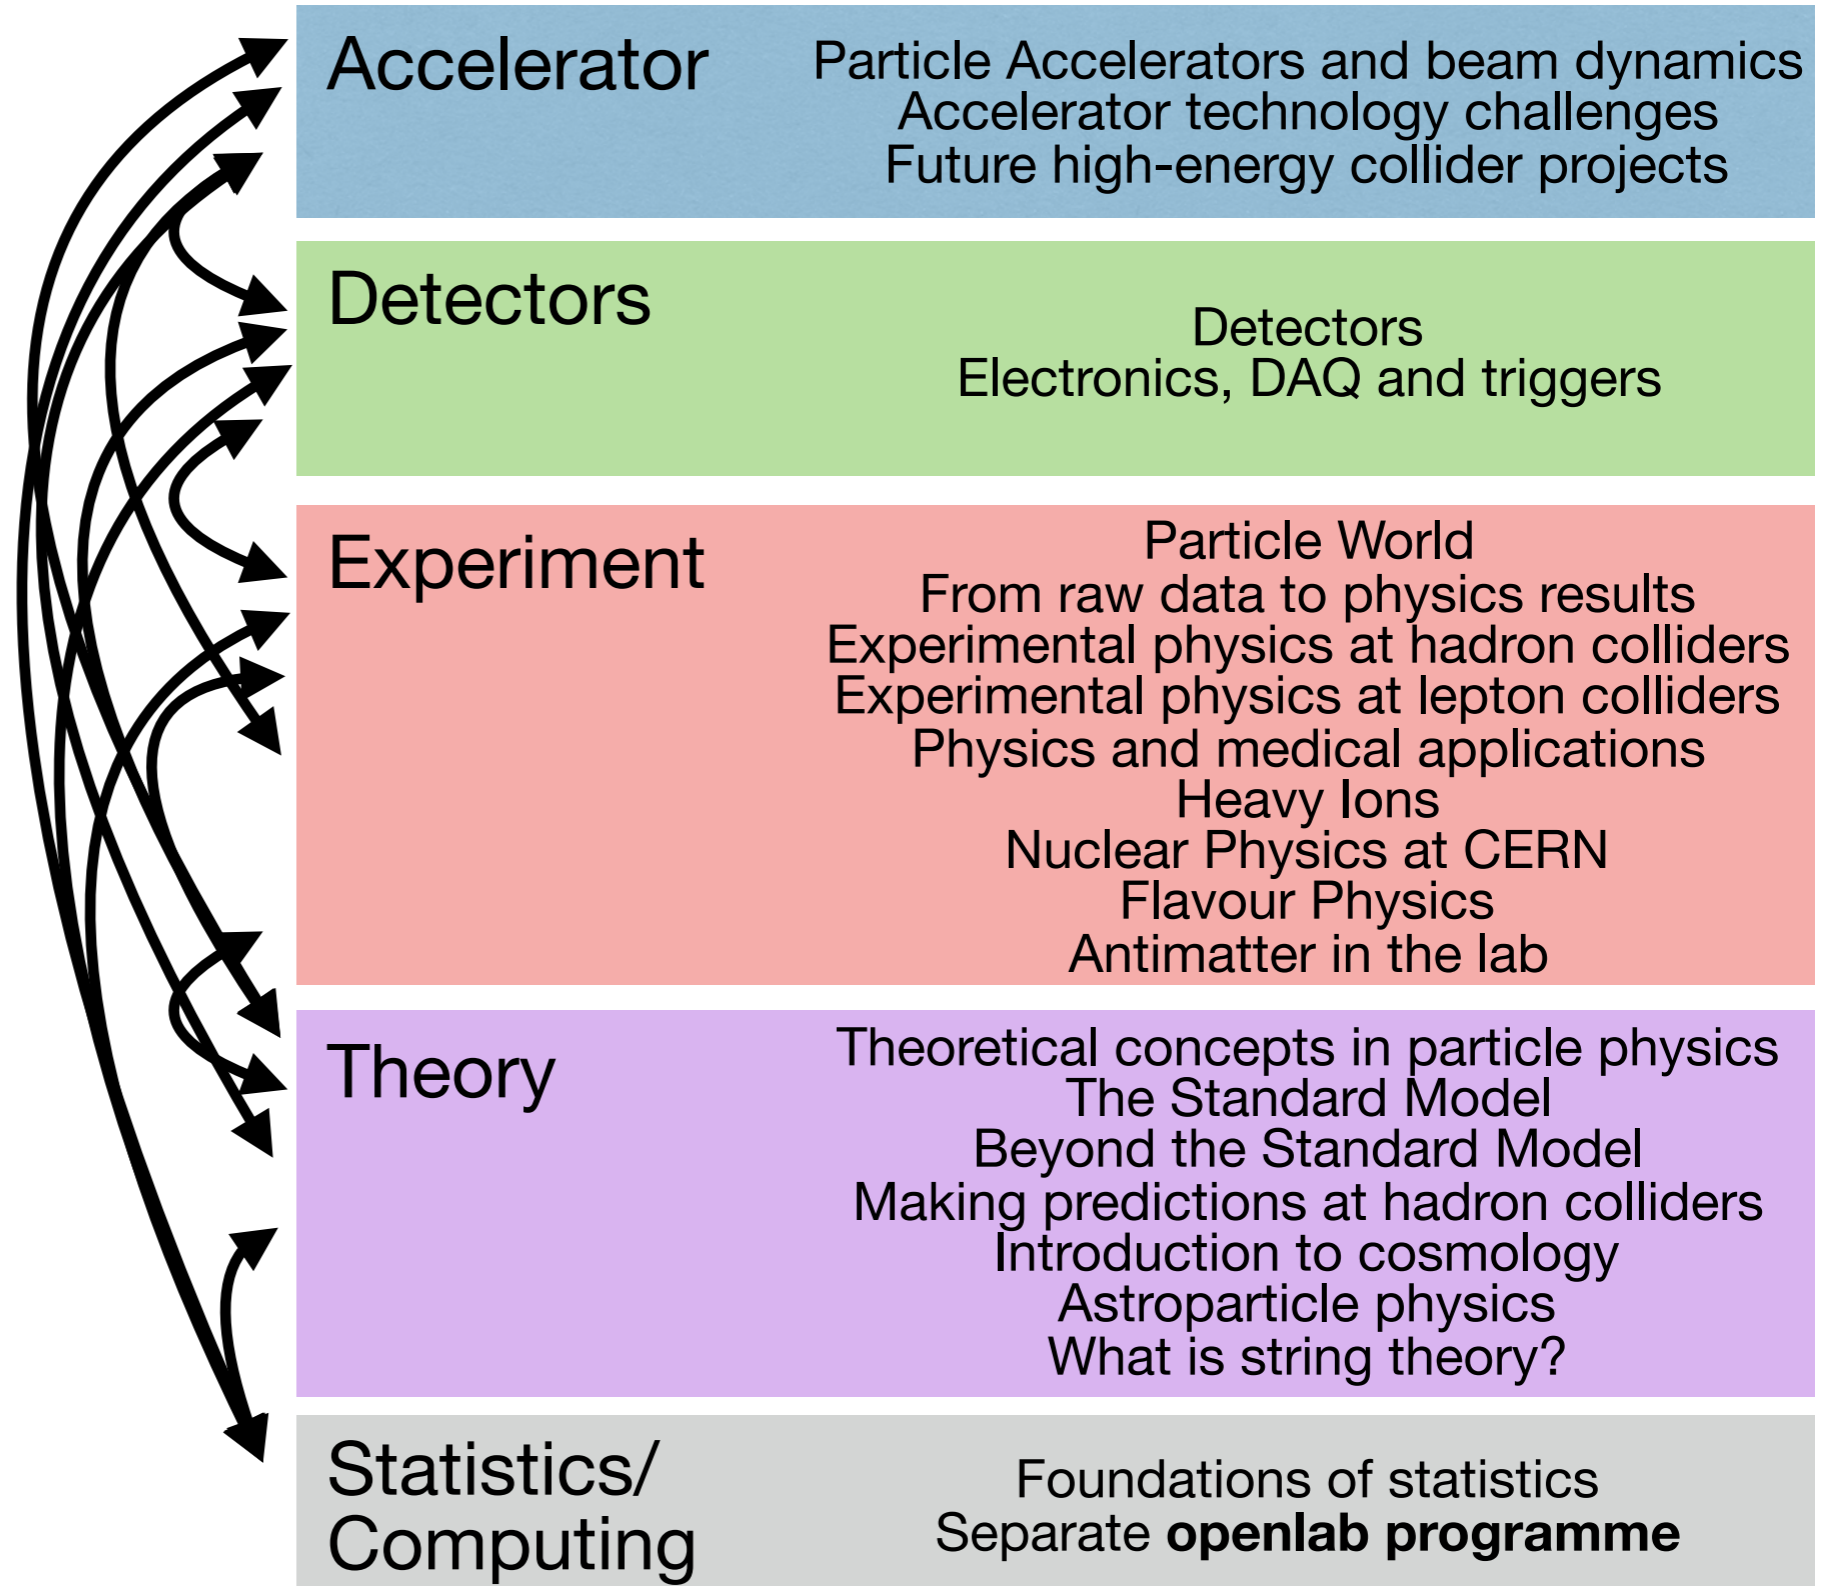 Accelerator
Particle Accelerators and beam dynamics
Accelerator technology challenges
Future high-energy collider projects
Detectors
Detectors
Electronics, DAQ and triggers
Experiment
Particle World
From raw data to physics results
Experimental physics at hadron colliders
Experimental physics at lepton colliders
Physics and medical applications
Heavy Ions
Nuclear Physics at CERN
Flavour Physics
Antimatter in the lab
Theory
Theoretical concepts in particle physics
The Standard Model
Beyond the Standard Model
Making predictions at hadron colliders
Introduction to cosmology
Astroparticle physics
What is string theory?
Statistics/
Computing
Foundations of statistics
Separate openlab programme